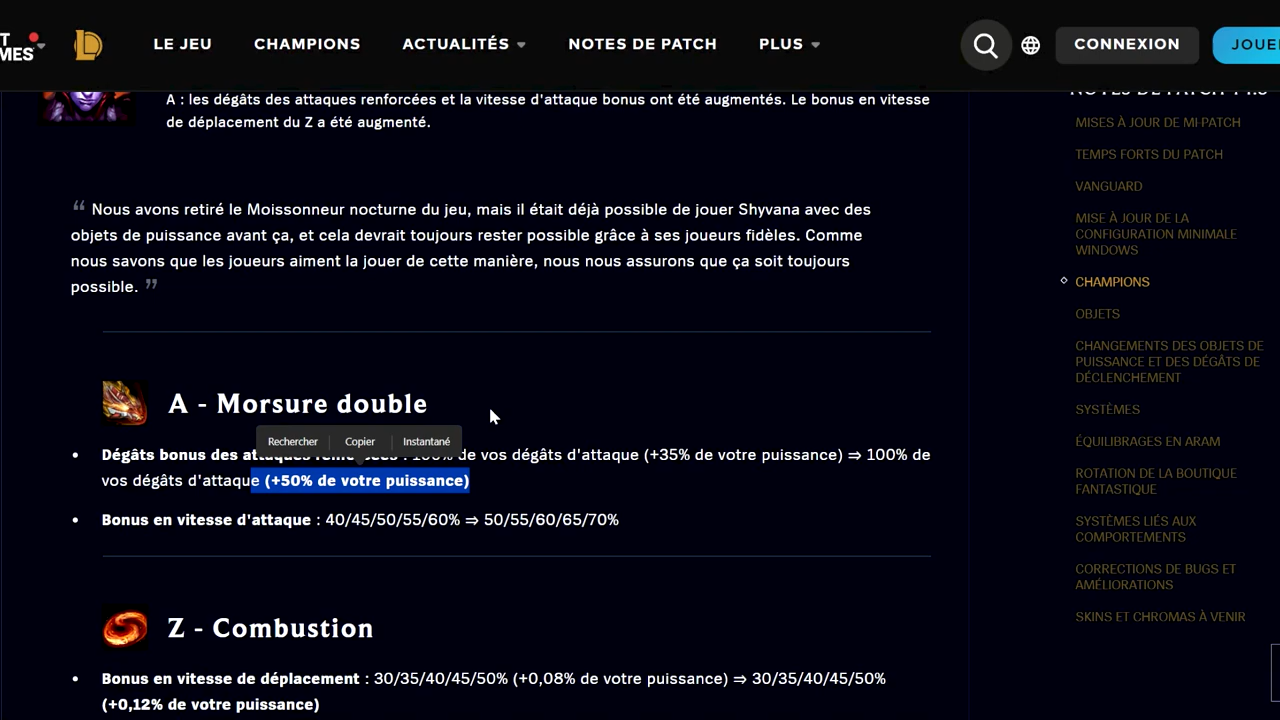 T
MES
LE JEU
CHAMPIONS
ACTUALITÉS
NOTES DE PATCH
PLUS
CONNEXION
JOUE
A : les dégâts des attaques renforcées et la vitesse d'attaque bonus ont été augmentés. Le bonus en vitesse
de déplacement du Z a été augmenté.
“ Nous avons retiré le Moissonneur nocturne du jeu, mais il était déjà possible de jouer Shyvana avec des
objets de puissance avant ça, et cela devrait toujours rester possible grâce à ses joueurs fidèles. Comme
nous savons que les joueurs aiment la jouer de cette manière, nous nous assurons que ça soit toujours
possible. ”
A - Morsure double
Rechercher
Copier
Instantané
• Dégâts bonus des attaques renforcées : 100% de vos dégâts d'attaque (+35% de votre puissance) ⇒ 100% de
vos dégâts d'attaque (+50% de votre puissance)
• Bonus en vitesse d'attaque : 40/45/50/55/60% ⇒ 50/55/60/65/70%
Z - Combustion
• Bonus en vitesse de déplacement : 30/35/40/45/50% (+0,08% de votre puissance) ⇒ 30/35/40/45/50%
(+0,12% de votre puissance)
MISES À JOUR DE MI-PATCH
TEMPS FORTS DU PATCH
VANGUARD
MISE À JOUR DE LA
CONFIGURATION MINIMALE
WINDOWS
CHAMPIONS
OBJETS
CHANGEMENTS DES OBJETS DE
PUISSANCE ET DES DÉGÂTS DE
DÉCLENCHEMENT
SYSTÈMES
ÉQUILIBRAGES EN ARAM
ROTATION DE LA BOUTIQUE
FANTASTIQUE
SYSTÈMES LIÉS AUX
COMPORTEMENTS
CORRECTIONS DE BUGS ET
AMÉLIORATIONS
SKINS ET CHROMAS À VENIR